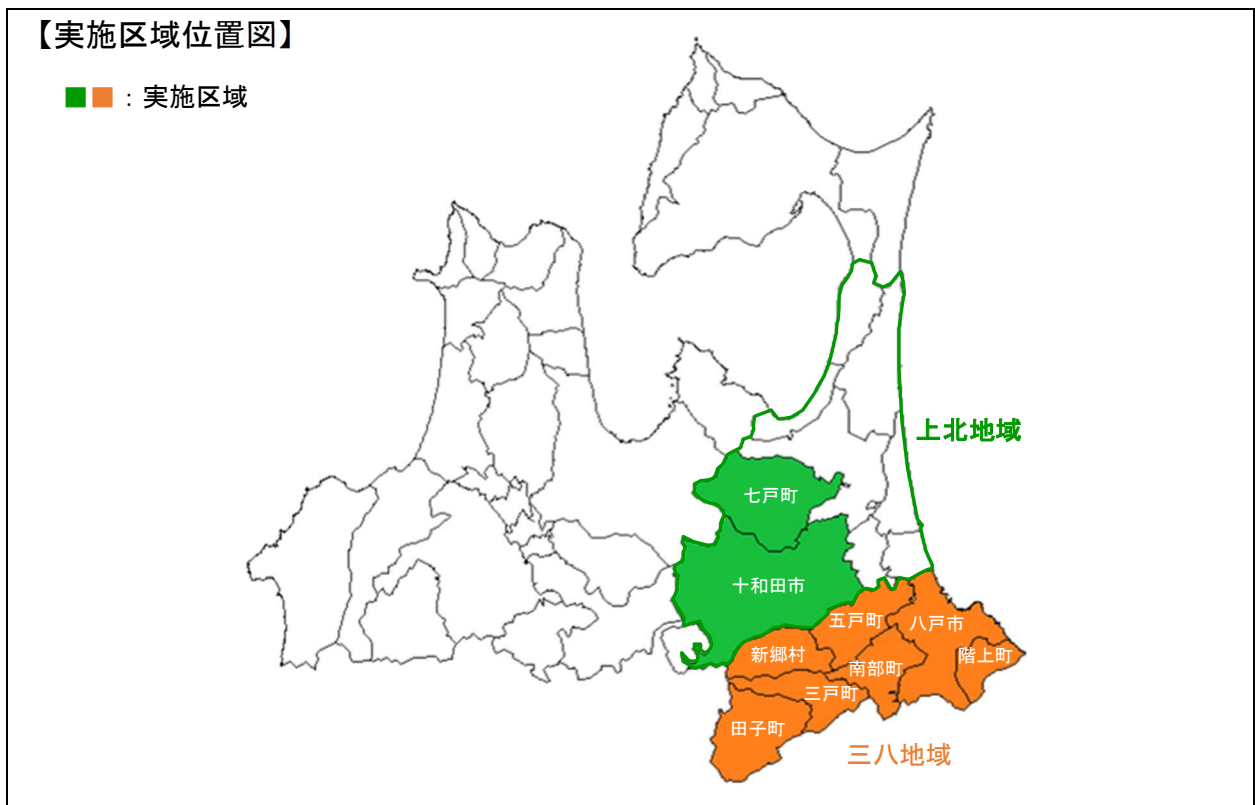 【実施区域位置図】
■■：実施区域
上北地域
七戸町
十和田市
五戸町
八戸市
新郷村
南部町
階上町
三戸町
田子町
三八地域